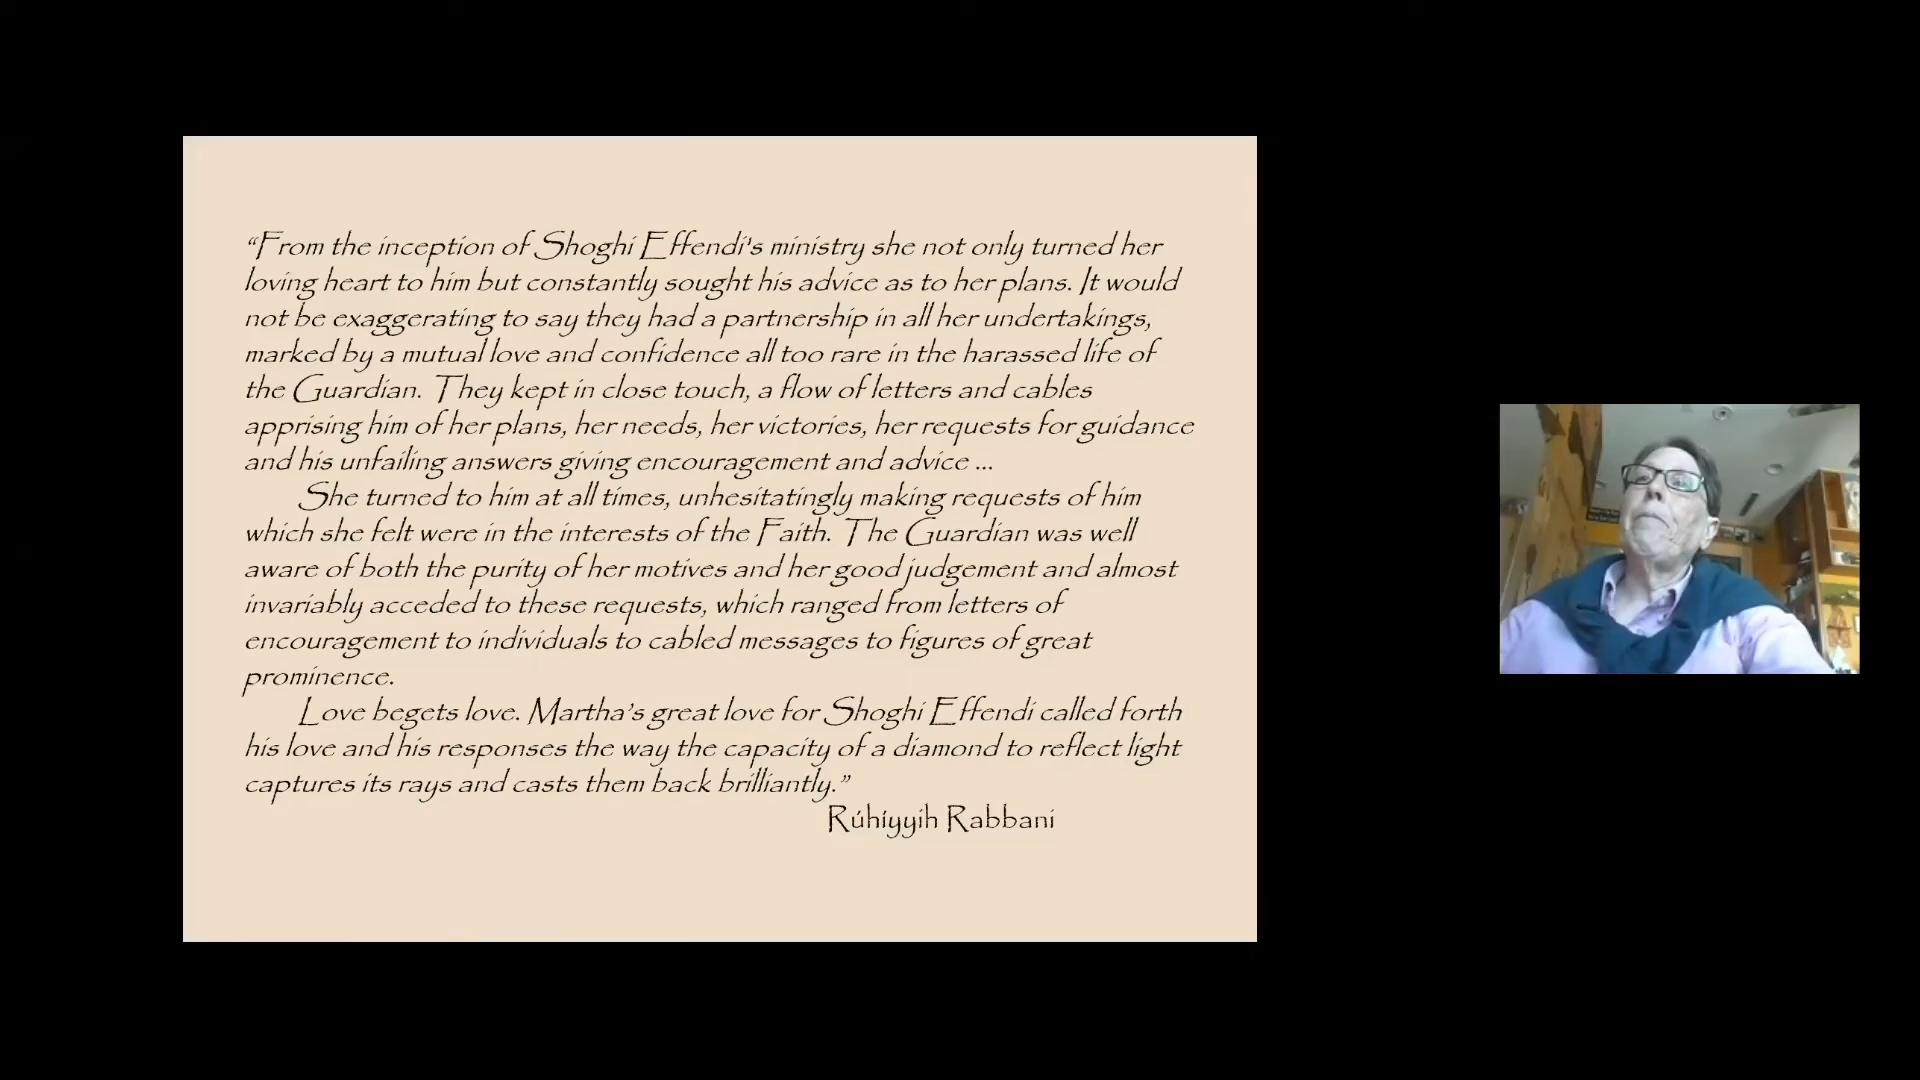 “From the inception of Shoghi Effendi's ministry she not only turned her
loving heart to him but constantly sought his advice as to her plans. It would
not be exaggerating to say they had a partnership in all her undertakings,
marked by a mutual love and confidence all too rare in the harassed life of
the Guardian. They kept in close touch, a flow of letters and cables
apprising him of her plans, her needs, her victories, her requests for guidance
and his unfailing answers giving encouragement and advice ...
She turned to him at all times, unhesitatingly making requests of him
which she felt were in the interests of the Faith. The Guardian was well
aware of both the purity of her motives and her good judgement and almost
invariably acceded to these requests, which ranged from letters of
encouragement to individuals to cabled messages to figures of great
prominence.
Love begets love. Martha’s great love for Shoghi Effendi called forth
his love and his responses the way the capacity of a diamond to reflect light
captures its rays and casts them back brilliantly.”
Rúhíyyih Rabbani